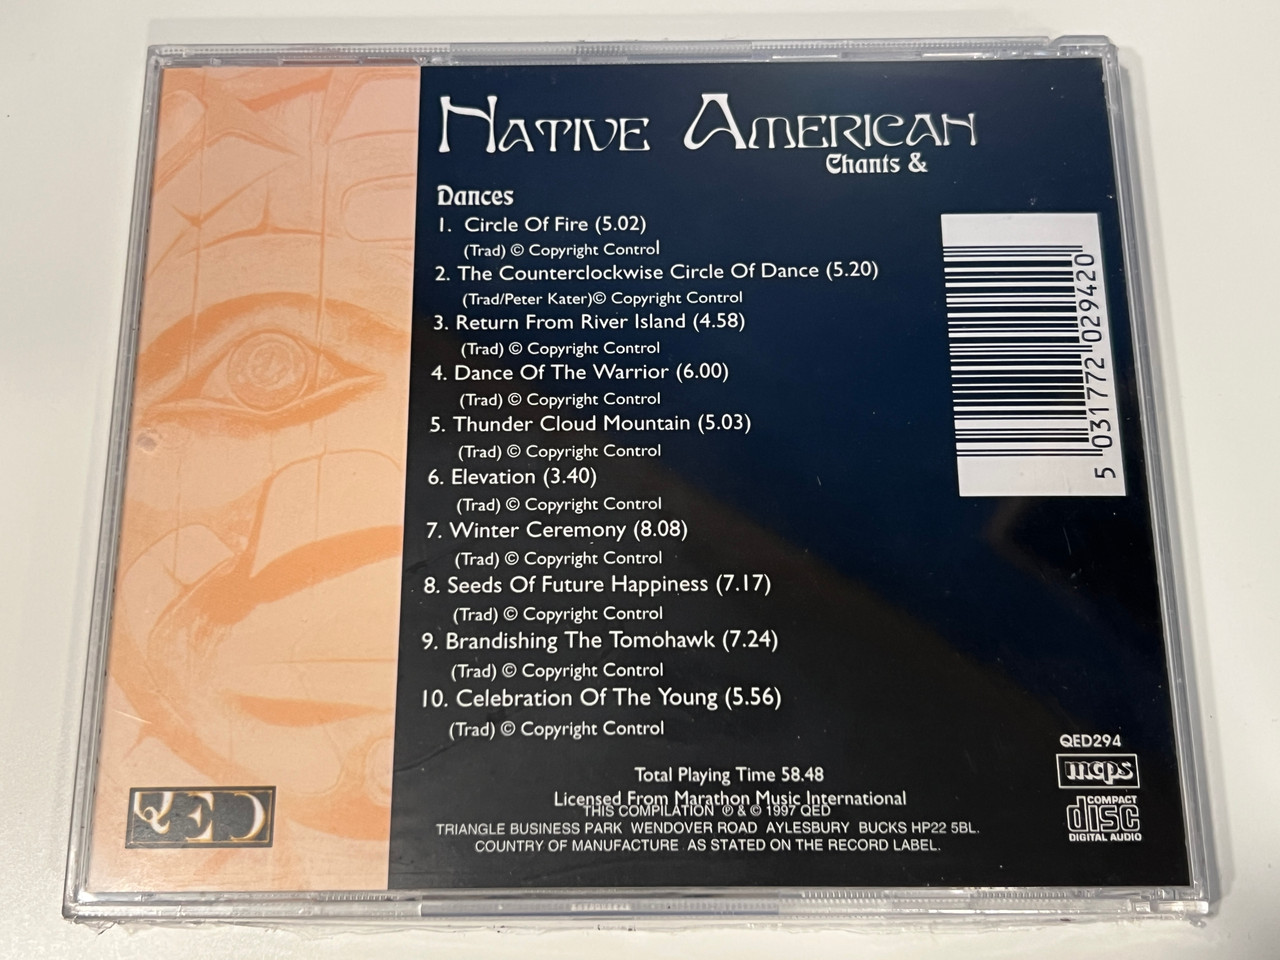 NATIVE AMERICAN
Chants &
Dances
1. Circle Of Fire (5.02)
(Trad) © Copyright Control
2. The Counterclockwise Circle Of Dance (5.20)
(Trad/Peter Kater)© Copyright Control
3. Return From River Island (4.58)
(Trad) © Copyright Control
4. Dance Of The Warrior (6.00)
(Trad) © Copyright Control
5. Thunder Cloud Mountain (5.03)
(Trad) © Copyright Control
6. Elevation (3.40)
(Trad) © Copyright Control
7. Winter Ceremony (8.08)
(Trad) © Copyright Control
8. Seeds Of Future Happiness (7.17)
(Trad) © Copyright Control
9. Brandishing The Tomohawk (7.24)
(Trad) © Copyright Control
10. Celebration Of The Young (5.56)
(Trad) © Copyright Control
Total Playing Time 58.48
Licensed From Marathon Music International
THIS COMPILATION ℗ & © 1997 QED
TRIANGLE BUSINESS PARK WENDOVER ROAD AYLESBURY BUCKS HP22 5BL.
COUNTRY OF MANUFACTURE AS STATED ON THE RECORD LABEL.
QED
5 031772 029420
QED294
mcps
COMPACT
disc
DIGITAL AUDIO